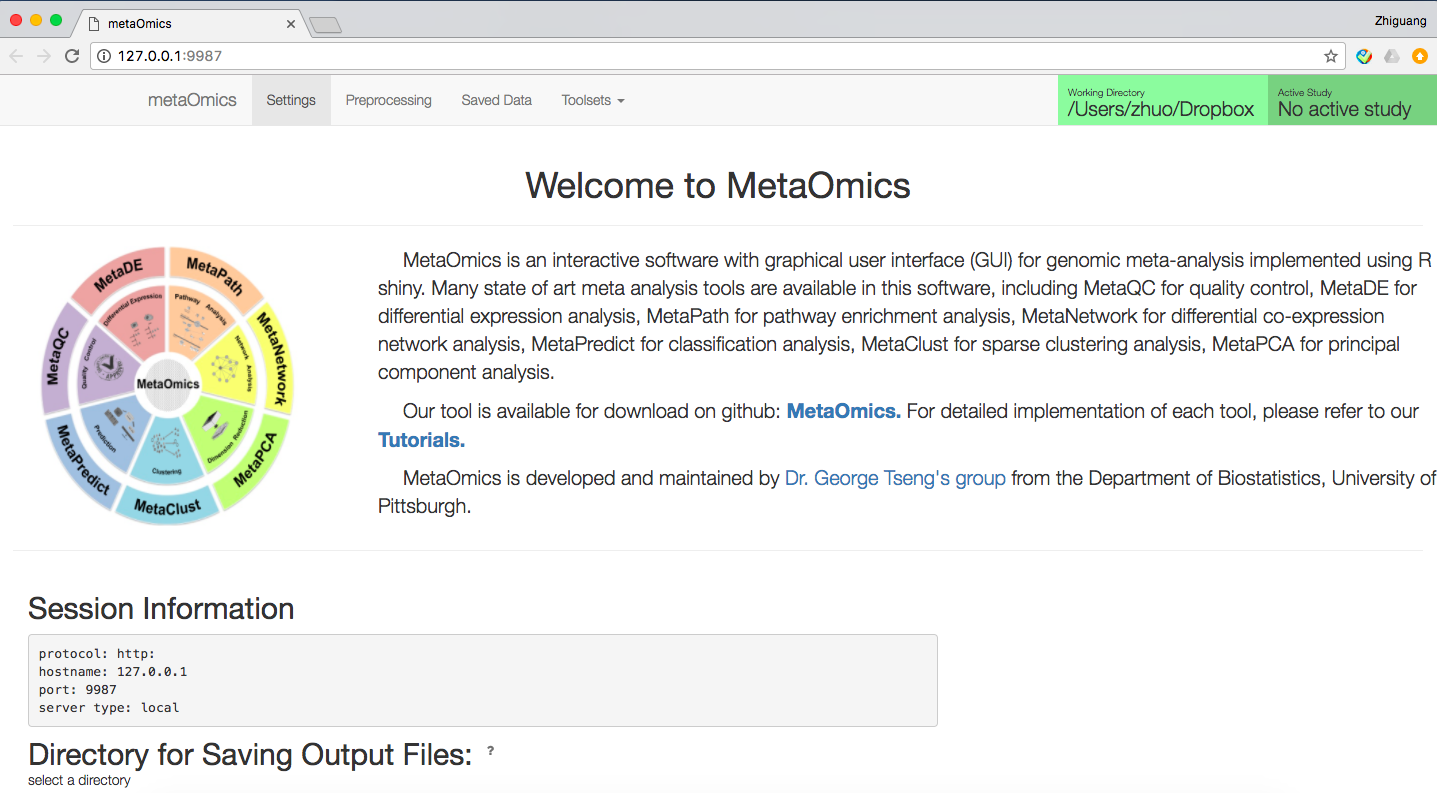 metaOmics
Zhiguang
127.0.0.1:9987
metaOmics Settings Preprocessing Saved Data Toolsets
Working Directory
/Users/zhuo/Dropbox
Active Study
No active study
Welcome to MetaOmics
MetaDE
MetaPath
MetaNetwork
MetaPCA
MetaClust
MetaPredict
MetaQC
Differential Expression
Pathway Analysis
Network Analysis
Dimension Reduction
Clustering
Prediction
Quality Control
MetaOmics
MetaOmics is an interactive software with graphical user interface (GUI) for genomic meta-analysis implemented using R
shiny. Many state of art meta analysis tools are available in this software, including MetaQC for quality control, MetaDE for
differential expression analysis, MetaPath for pathway enrichment analysis, MetaNetwork for differential co-expression
network analysis, MetaPredict for classification analysis, MetaClust for sparse clustering analysis, MetaPCA for principal
component analysis.
Our tool is available for download on github: MetaOmics. For detailed implementation of each tool, please refer to our
Tutorials.
MetaOmics is developed and maintained by Dr. George Tseng's group from the Department of Biostatistics, University of
Pittsburgh.
Session Information
protocol: http:
hostname: 127.0.0.1
port: 9987
server type: local
Directory for Saving Output Files: ?
select a directory